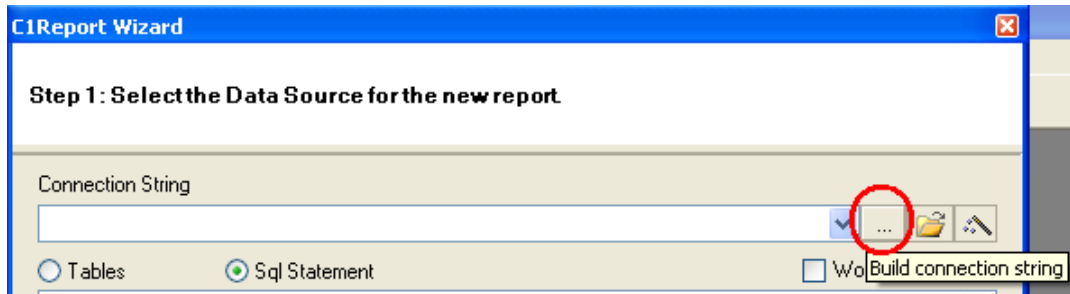 C1Report Wizard
Step 1: Select the Data Source for the new report.
Connection String
...
Tables Sql Statement Wo
Build connection string